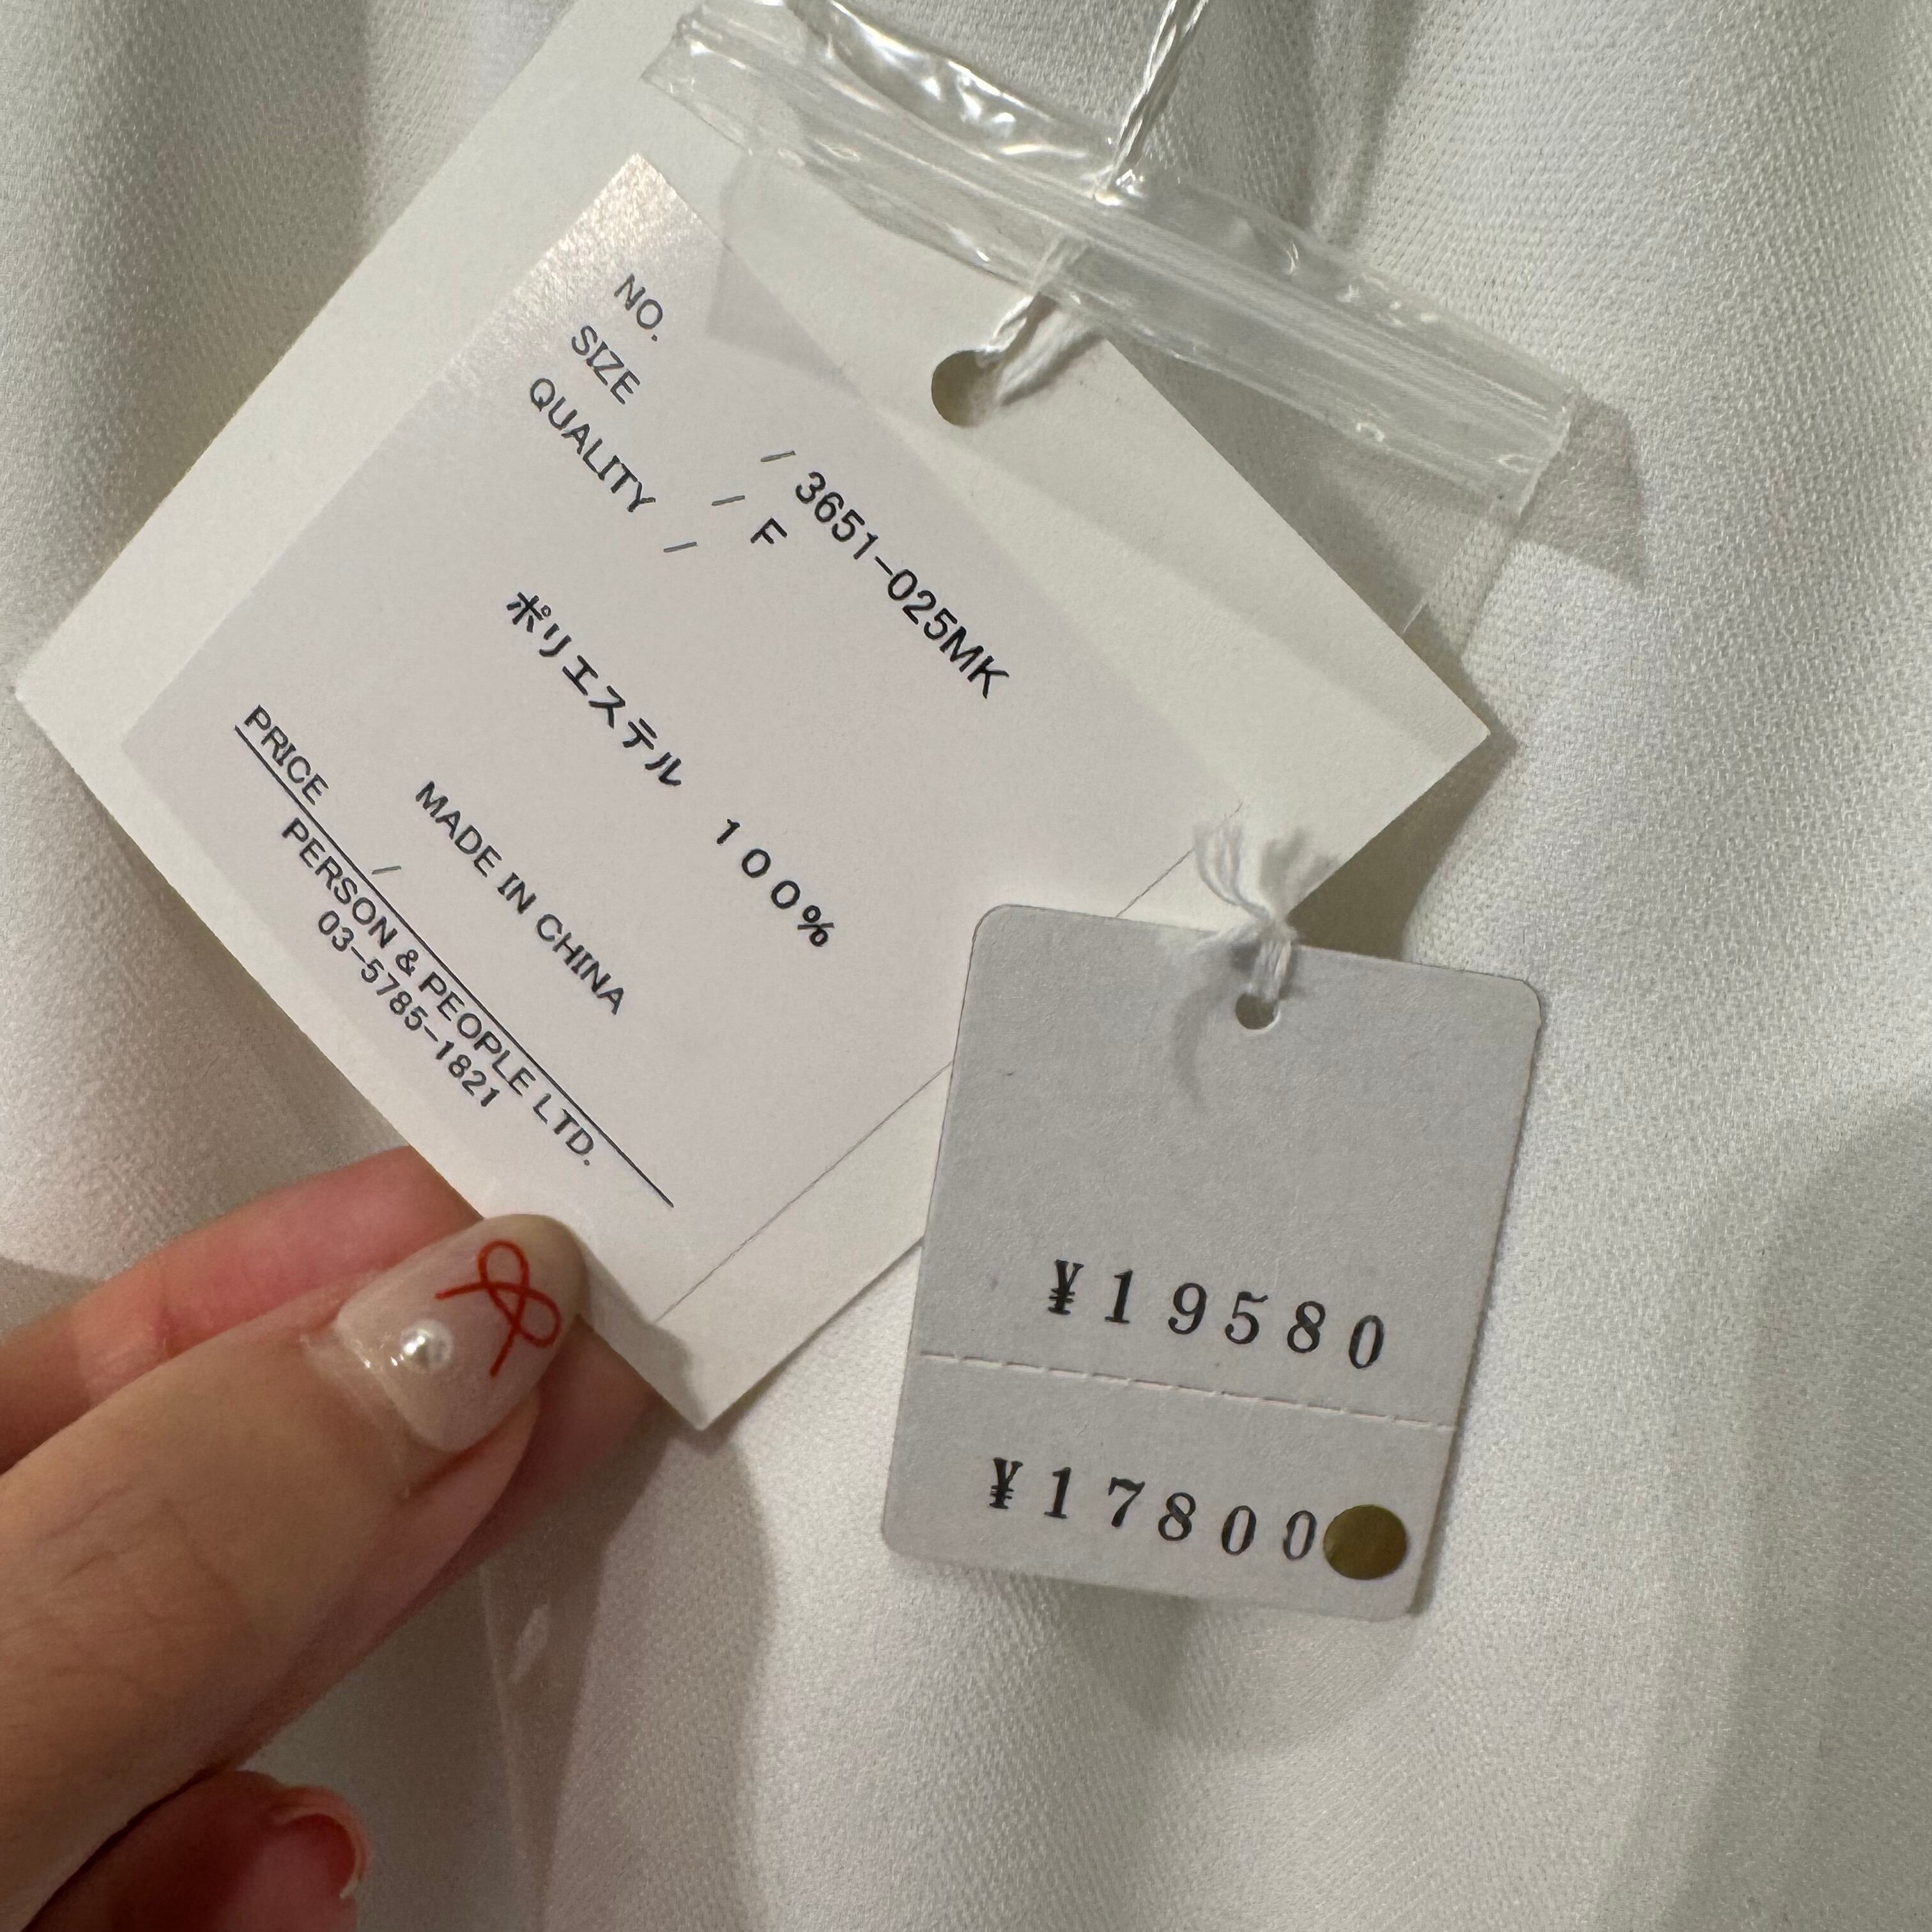 NO. / 3651-025MK
SIZE / F
QUALITY /
ポリエステル 100%
MADE IN CHINA
PRICE /
PERSON & PEOPLE LTD.
03-5785-1821
¥19580
¥17800